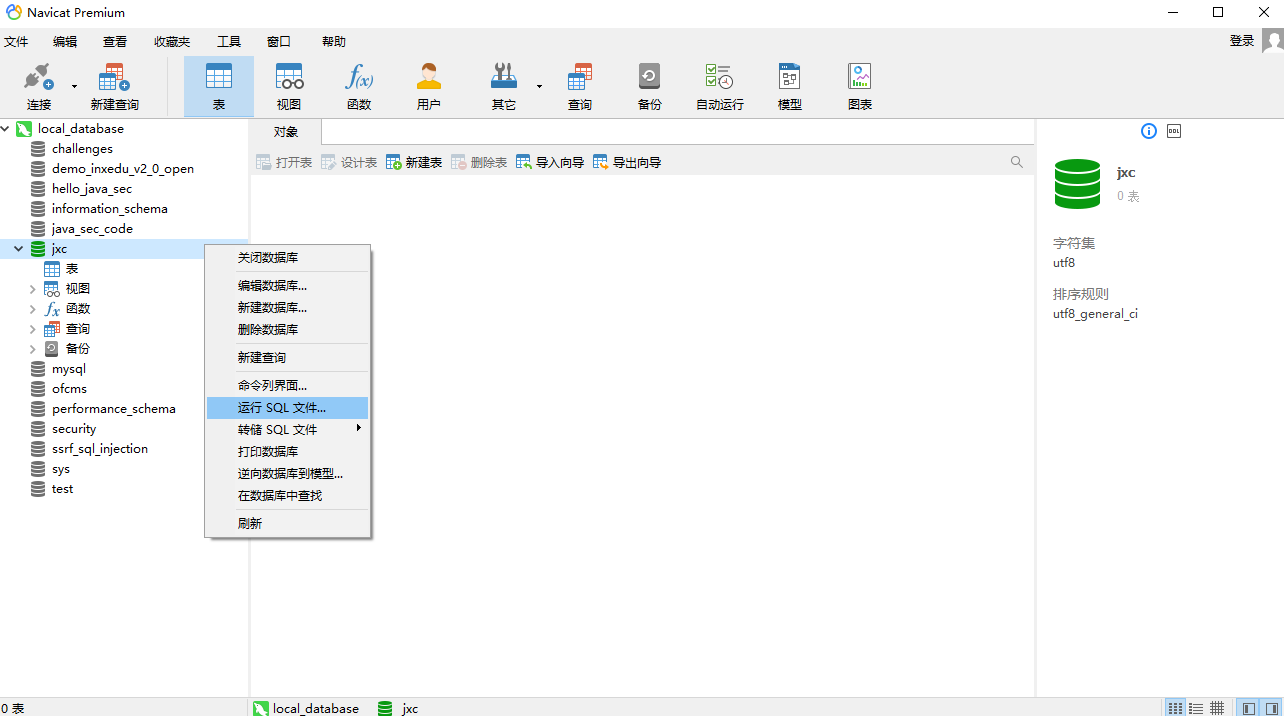 Navicat Premium
文件 编辑 查看 收藏夹 工具 窗口 帮助 登录
连接 新建查询 表 视图 函数 用户 其它 查询 备份 自动运行 模型 图表
local_database
challenges
demo_inxedu_v2_0_open
hello_java_sec
information_schema
java_sec_code
jxc
表
视图
函数
查询
备份
mysql
ofcms
performance_schema
security
ssrf_sql_injection
sys
test
关闭数据库
编辑数据库...
新建数据库...
删除数据库
新建查询
命令列界面...
运行 SQL 文件...
转储 SQL 文件
打印数据库
逆向数据库到模型...
在数据库中查找
刷新
对象
打开表 设计表 新建表 删除表 导入向导 导出向导
DDL
jxc
0 表
字符集
utf8
排序规则
utf8_general_ci
0 表 local_database jxc